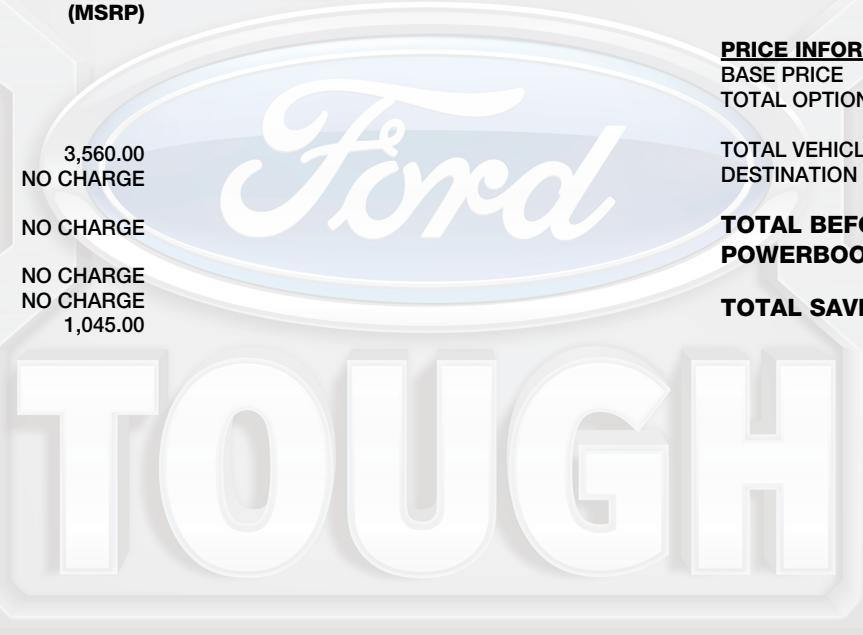 (MSRP)
3,560.00
NO CHARGE
NO CHARGE
NO CHARGE
NO CHARGE
1,045.00
PRICE INFOR
BASE PRICE
TOTAL OPTION
TOTAL VEHICL
DESTINATION
TOTAL BEFO
POWERBOO
TOTAL SAVI
Ford
TOUGH